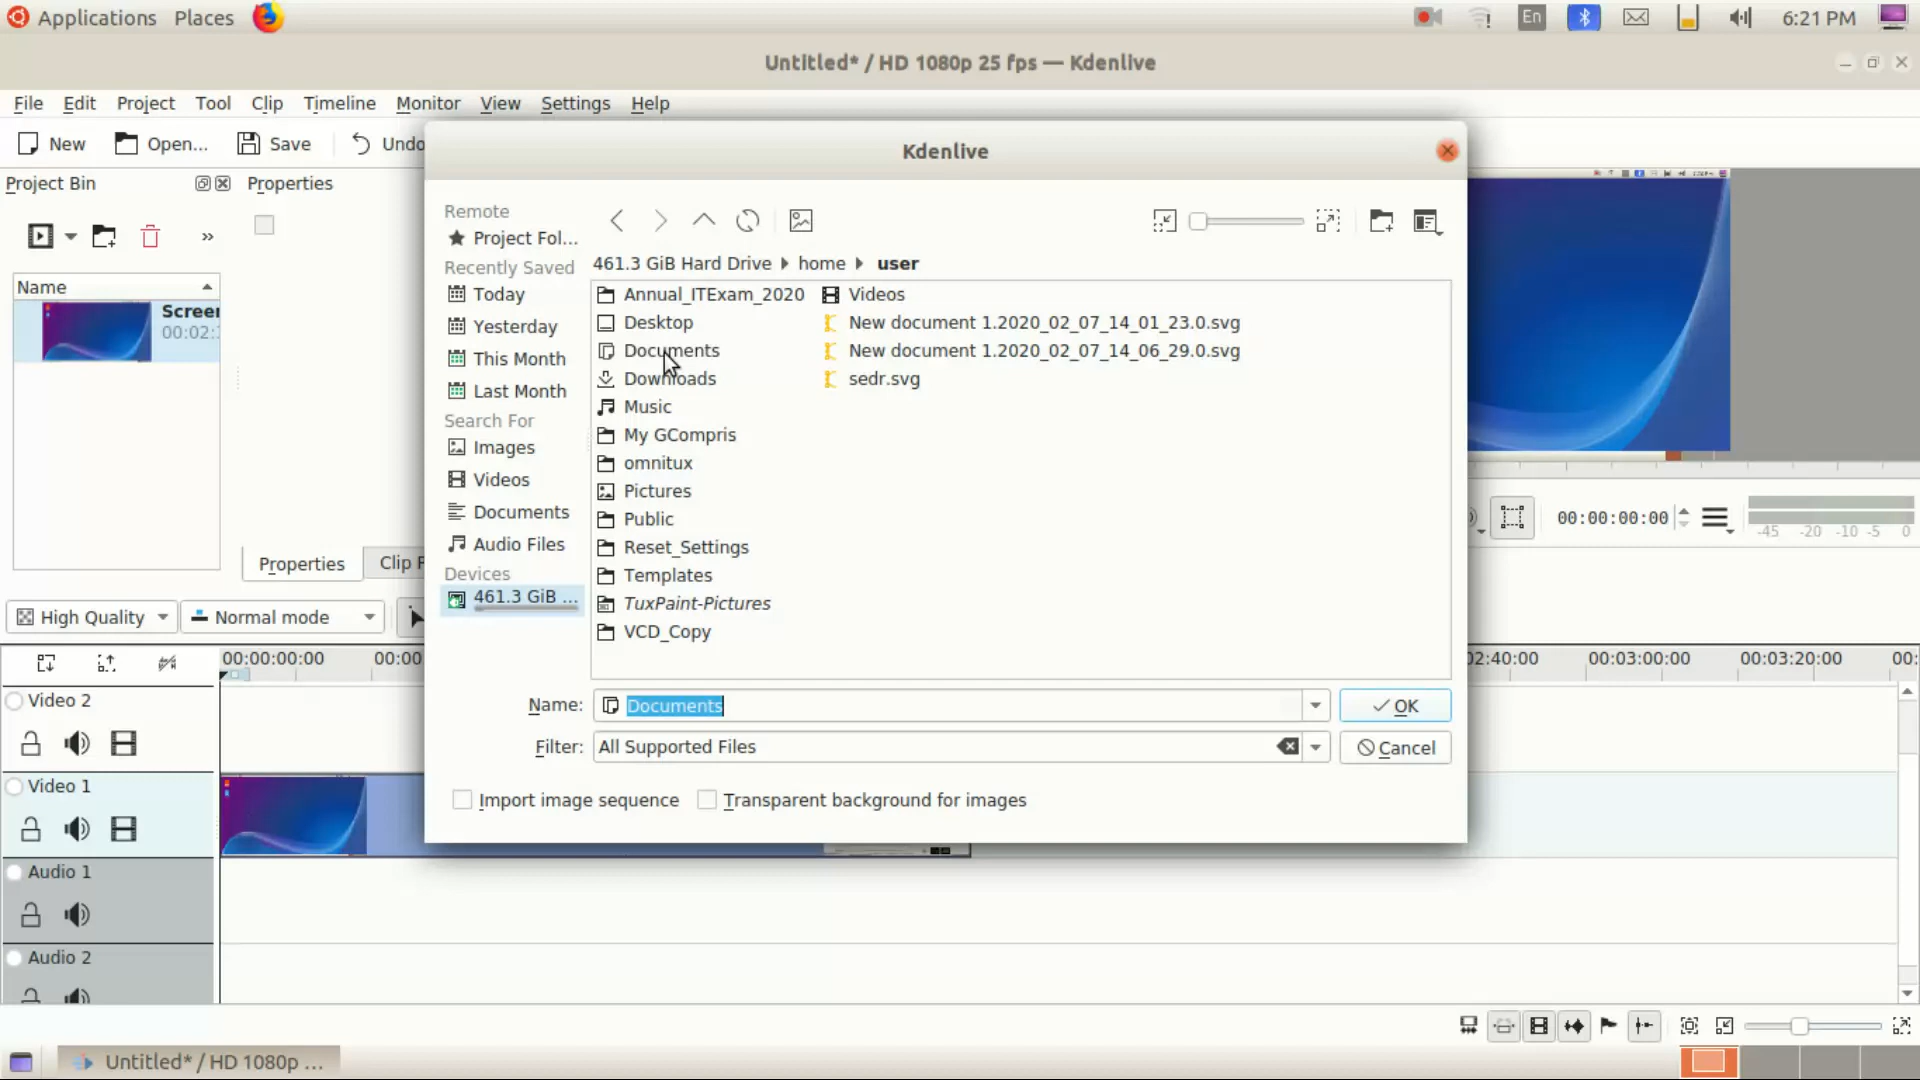 Applications Places
En 6:21 PM
Untitled* / HD 1080p 25 fps — Kdenlive
File Edit Project Tool Clip Timeline Monitor View Settings Help
New Open... Save Undo
Kdenlive
Project Bin Properties
Remote
Project Fol...
Recently Saved
Today
Yesterday
This Month
Last Month
Search For
Images
Videos
Documents
Audio Files
Devices
461.3 GiB ...
461.3 GiB Hard Drive home user
Annual_ITExam_2020
Desktop
Documents
Downloads
Music
My GCompris
omnitux
Pictures
Public
Reset_Settings
Templates
TuxPaint-Pictures
VCD_Copy
Videos
New document 1.2020_02_07_14_01_23.0.svg
New document 1.2020_02_07_14_06_29.0.svg
sedr.svg
Name: Documents OK
Filter: All Supported Files Cancel
Import image sequence Transparent background for images
Name
Screer
00:02:
Properties Clip F
00:00:00:00
-45 -20 -10 -5 0
High Quality Normal mode
00:00:00:00 00:00 02:40:00 00:03:00:00 00:03:20:00 00:
Video 2
Video 1
Audio 1
Audio 2
Untitled* / HD 1080p ...